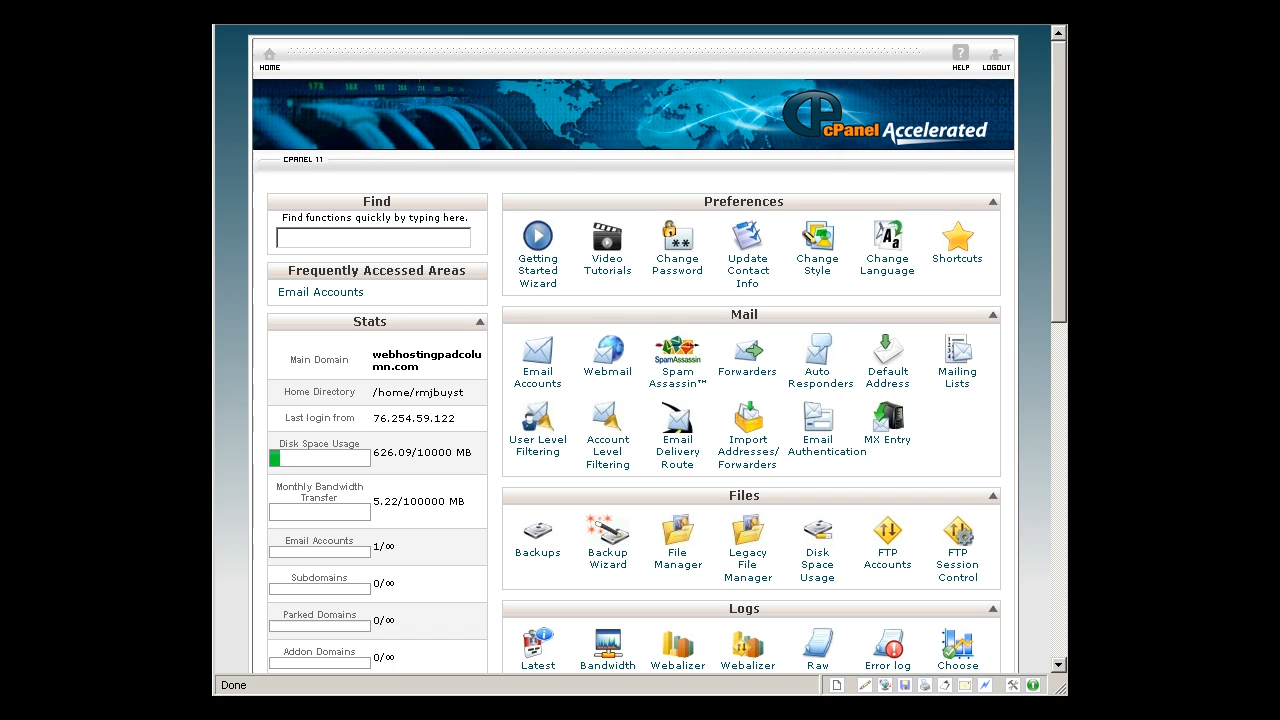 HOME
HELP
LOGOUT
cPanel Accelerated
CPANEL 11
Find
Find functions quickly by typing here.
Frequently Accessed Areas
Email Accounts
Stats
Main Domain
webhostingpadcolu
mn.com
Home Directory
/home/rmjbuyst
Last login from
76.254.59.122
Disk Space Usage
626.09/10000 MB
Monthly Bandwidth
Transfer
5.22/100000 MB
Email Accounts
1/∞
Subdomains
0/∞
Parked Domains
0/∞
Addon Domains
0/∞
Preferences
Getting
Started
Wizard
Video
Tutorials
Change
Password
Update
Contact
Info
Change
Style
Change
Language
Shortcuts
Mail
Email
Accounts
Webmail
SpamAssassin
Spam
Assassin™
Forwarders
Auto
Responders
Default
Address
Mailing
Lists
User Level
Filtering
Account
Level
Filtering
Email
Delivery
Route
Import
Addresses/
Forwarders
Email
Authentication
MX Entry
Files
Backups
Backup
Wizard
File
Manager
Legacy
File
Manager
Disk
Space
Usage
FTP
Accounts
FTP
Session
Control
Logs
Latest
Bandwidth
Webalizer
Webalizer
Raw
Error log
Choose
Done